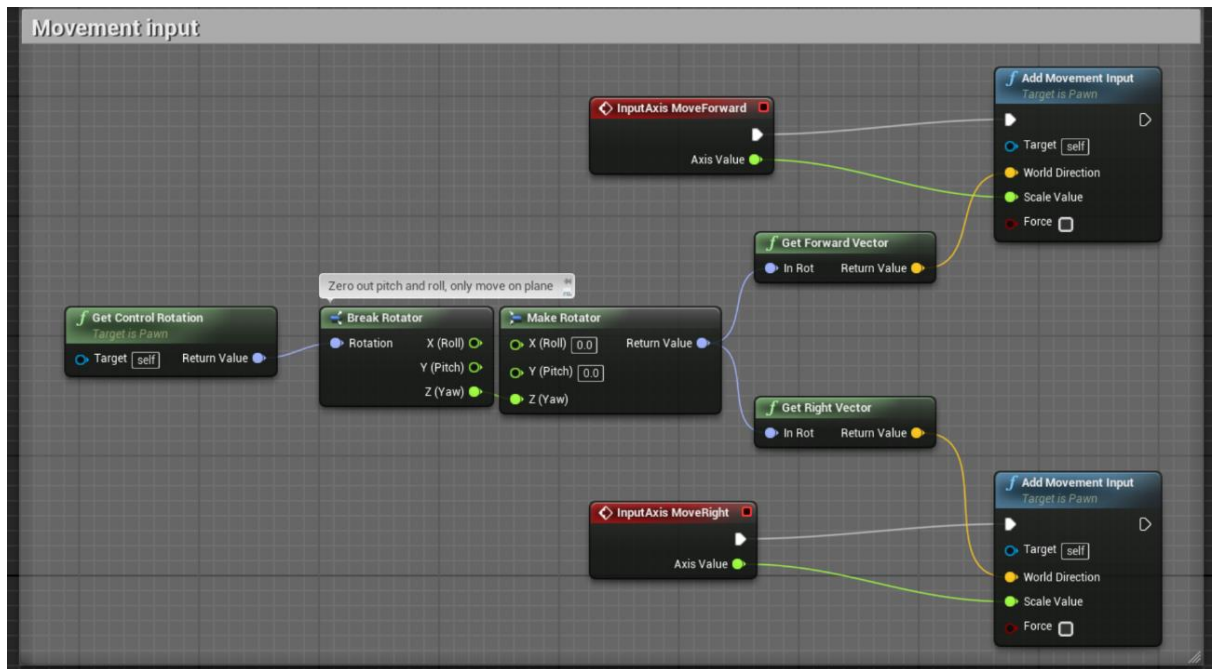 Movement input
InputAxis MoveForward
Axis Value
Add Movement Input
Target is Pawn
Target self
World Direction
Scale Value
Force
Get Forward Vector
In Rot Return Value
Zero out pitch and roll, only move on plane
Get Control Rotation
Target is Pawn
Target self Return Value
Break Rotator
Rotation X (Roll)
Y (Pitch)
Z (Yaw)
Make Rotator
X (Roll) 0.0 Return Value
Y (Pitch) 0.0
Z (Yaw)
Get Right Vector
In Rot Return Value
InputAxis MoveRight
Axis Value
Add Movement Input
Target is Pawn
Target self
World Direction
Scale Value
Force